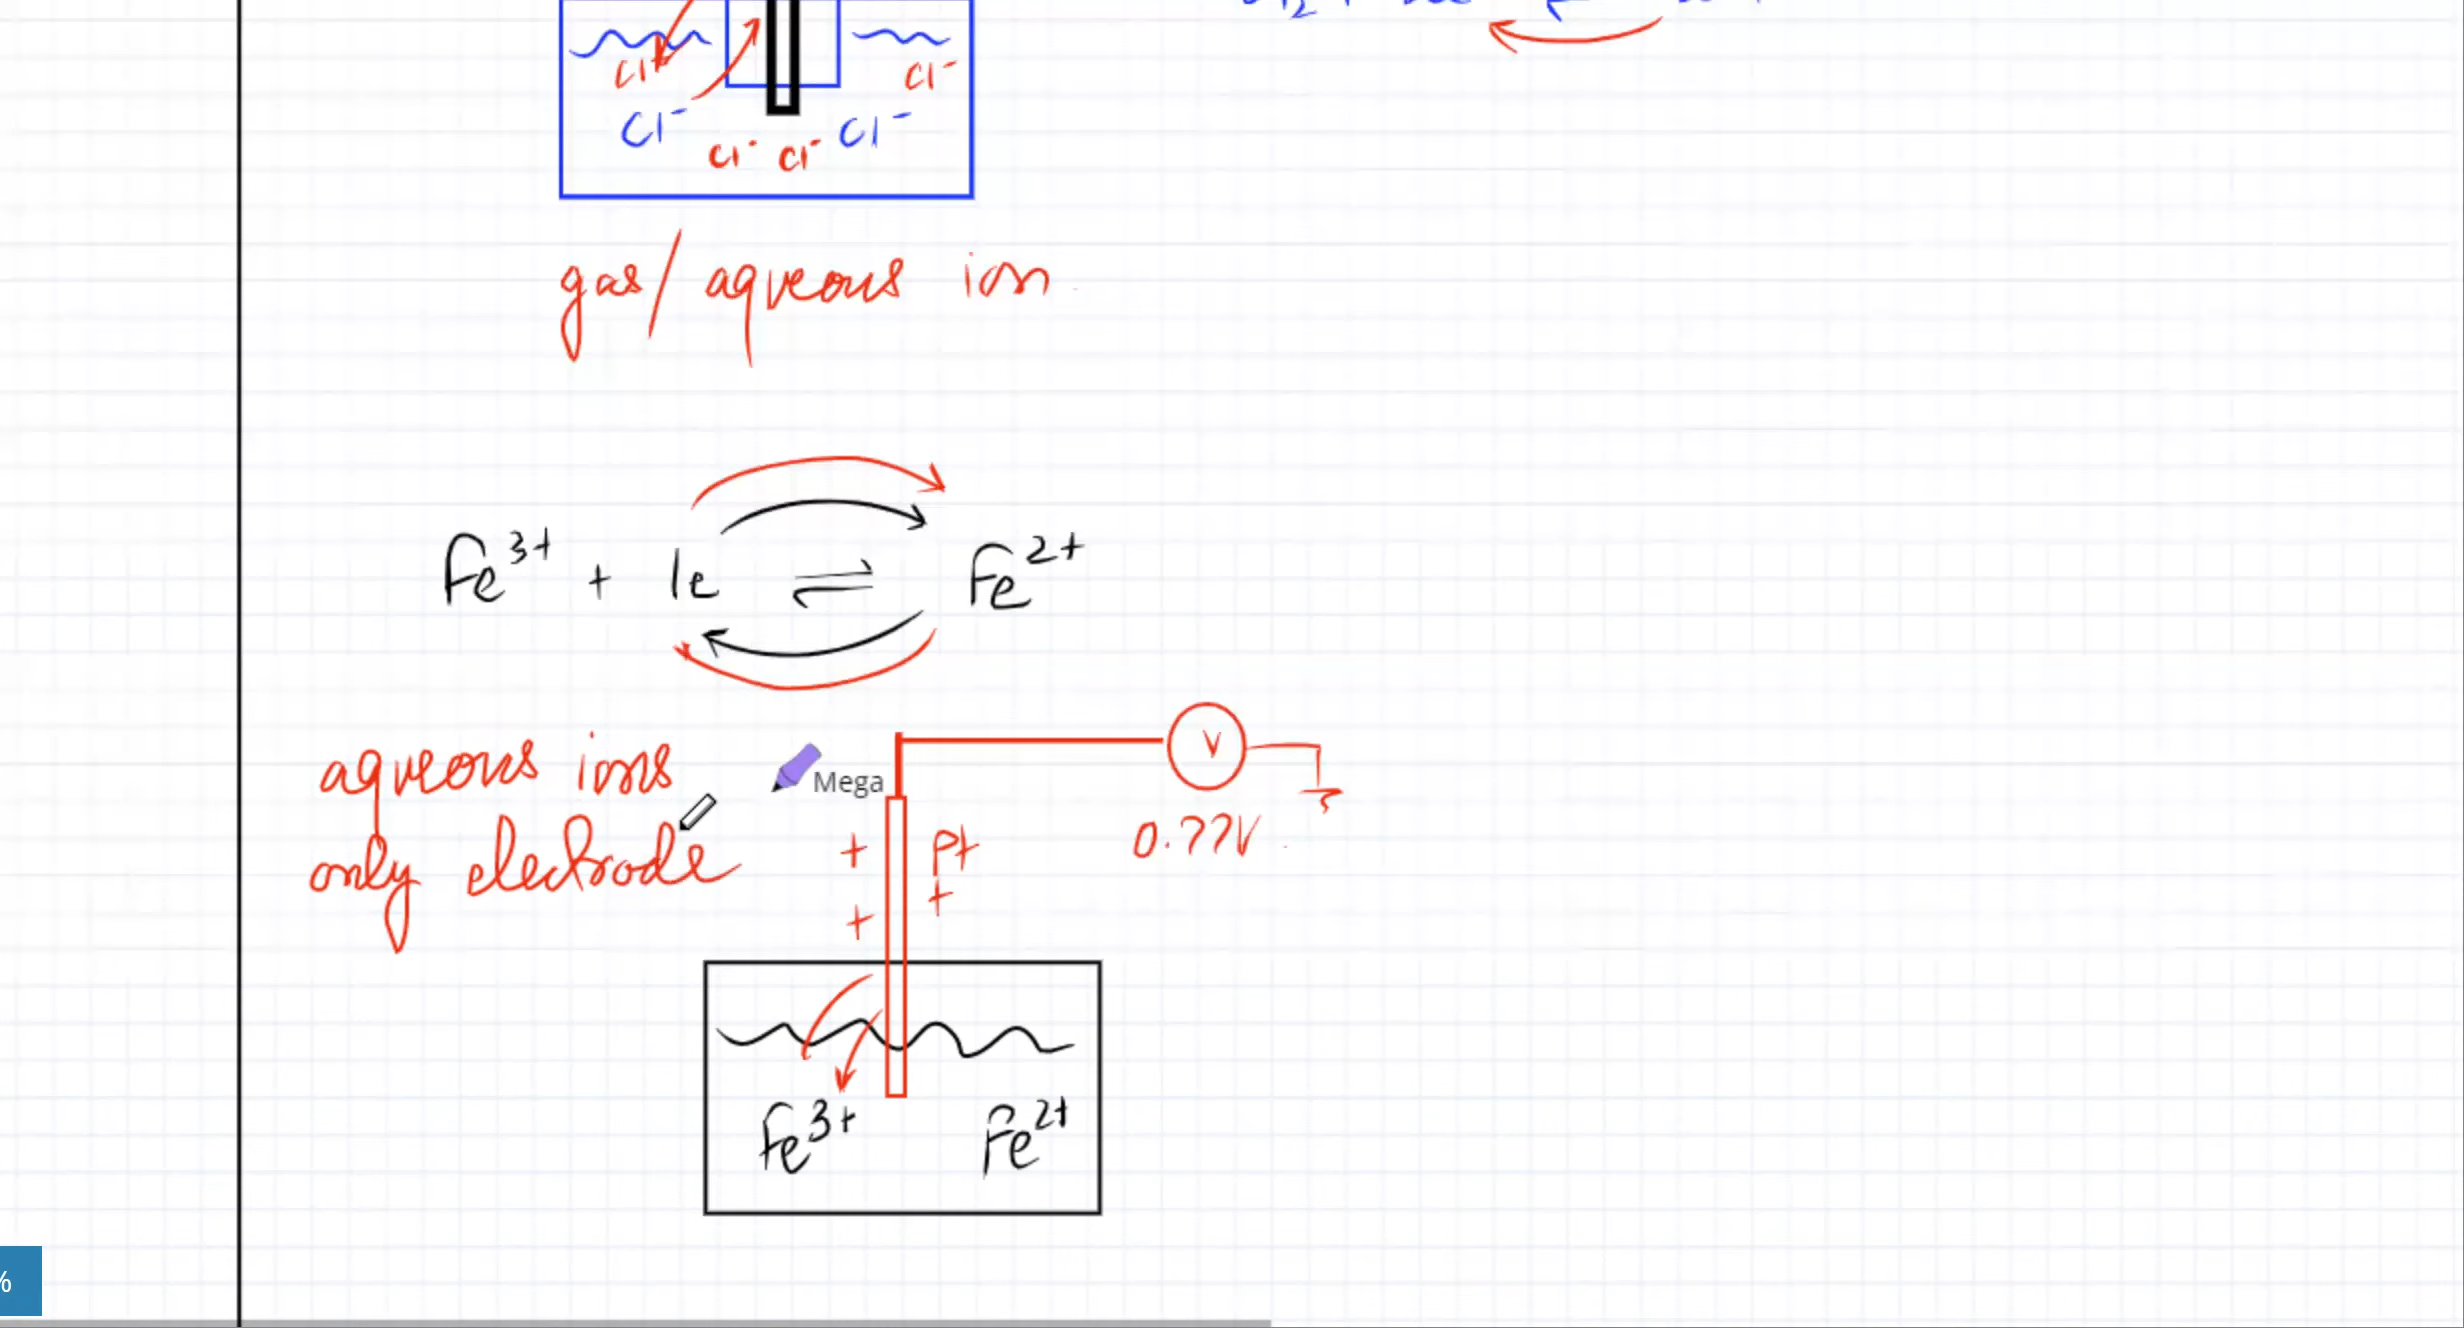 Cl⁻ Cl⁻
Cl⁻ Cl⁻ Cl⁻ Cl⁻
gas/aqueous ion
Fe³⁺ + 1e ⇌ Fe²⁺
aqueous ions
only electrode
Mega
V
0.77V
+ Pt
+ +
Fe³⁺ Fe²⁺
%